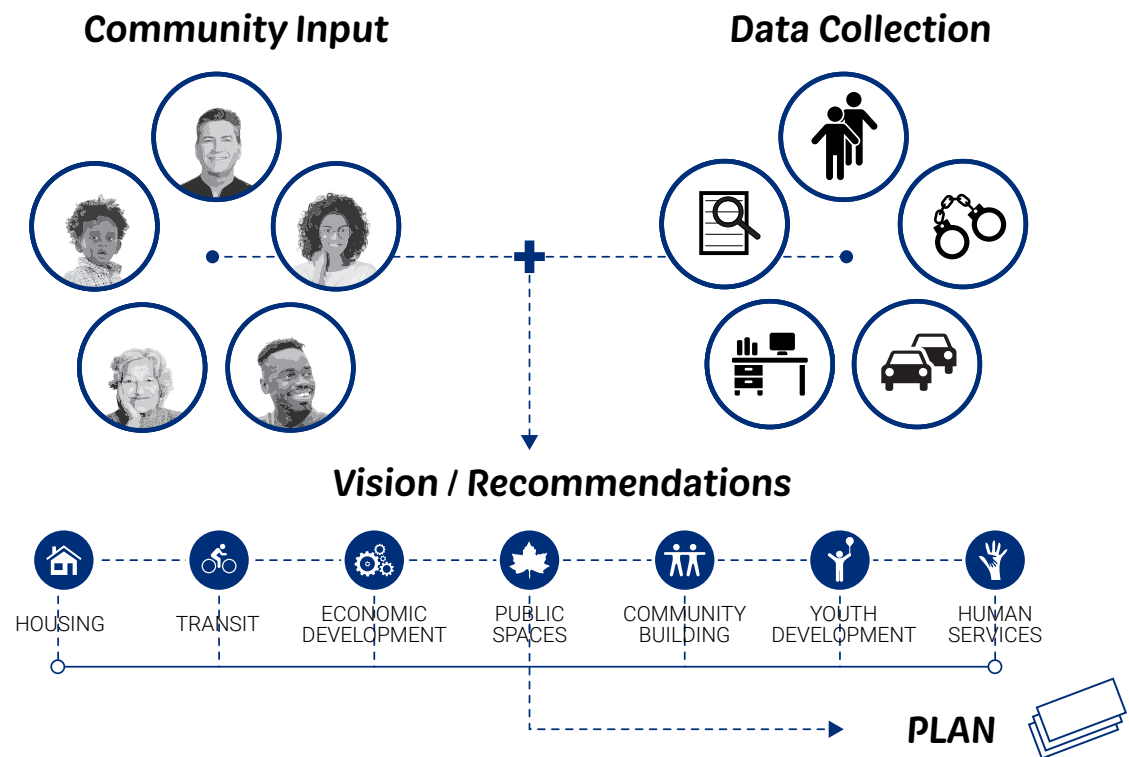 Community Input
Data Collection
Vision / Recommendations
HOUSING
TRANSIT
ECONOMIC
DEVELOPMENT
PUBLIC
SPACES
COMMUNITY
BUILDING
YOUTH
DEVELOPMENT
HUMAN
SERVICES
PLAN